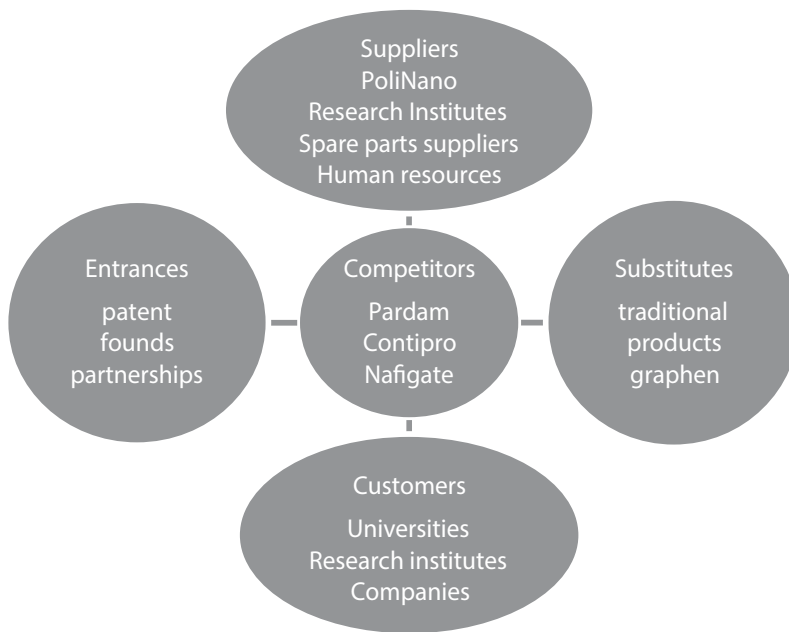 Suppliers
PoliNano
Research Institutes
Spare parts suppliers
Human resources
Entrances
patent
founds
partnerships
Competitors
Pardam
Contipro
Nafigate
Substitutes
traditional
products
graphen
Customers
Universities
Research institutes
Companies